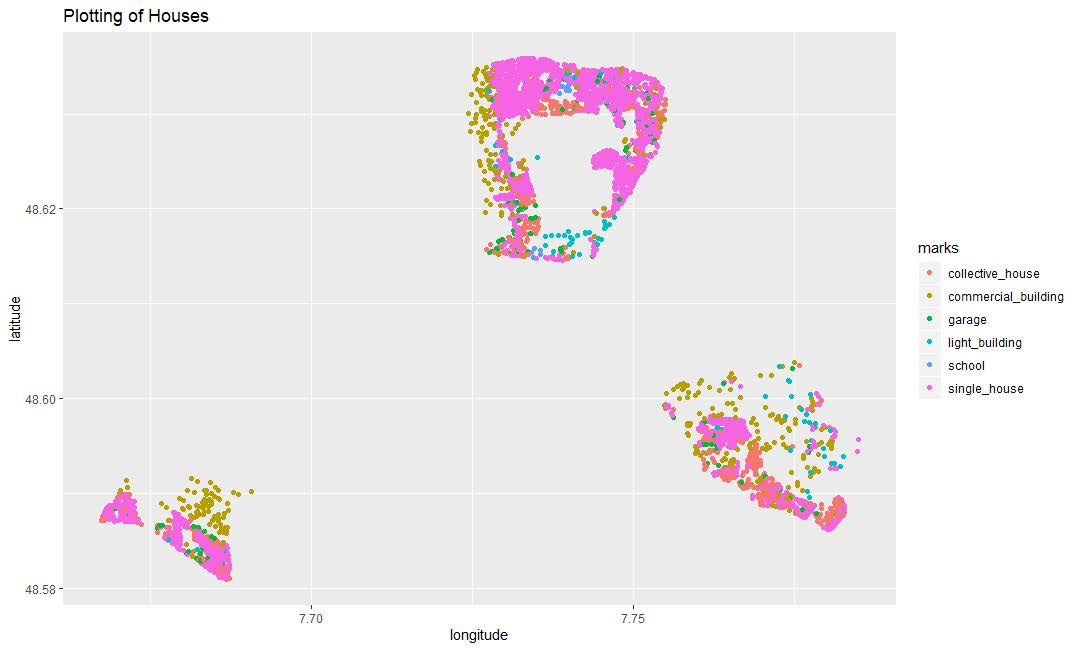 Plotting of Houses
48.62
48.60
48.58
latitude
7.70
7.75
longitude
marks
collective_house
commercial_building
garage
light_building
school
single_house